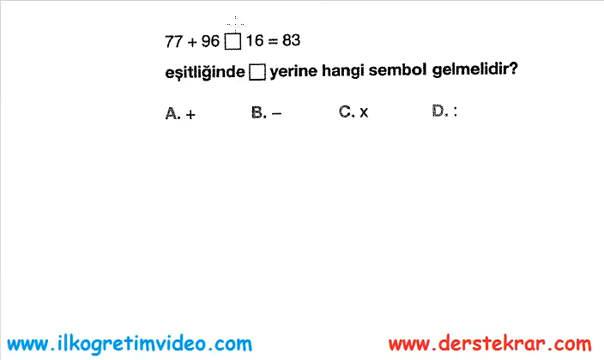 77 + 96 □ 16 = 83
eşitliğinde □ yerine hangi sembol gelmelidir?
A. + B. – C. x D. :
www.ilkogretimvideo.com www.derstekrar.com